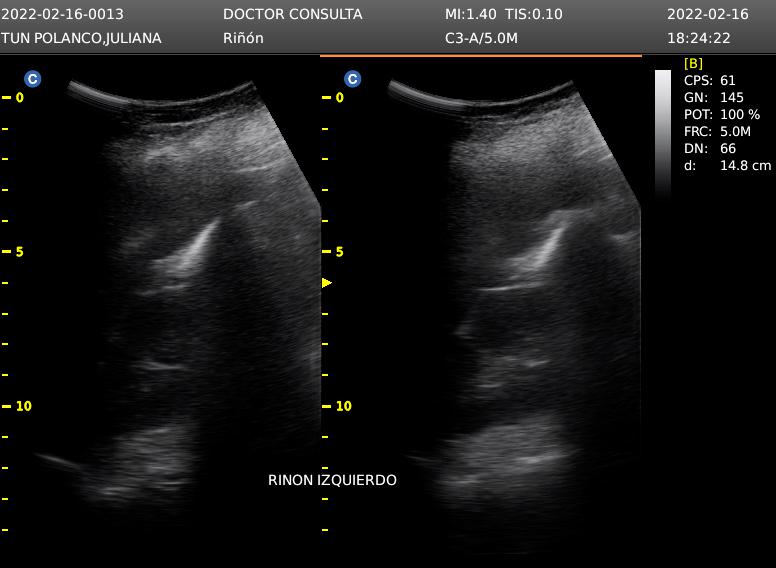 2022-02-16-0013 DOCTOR CONSULTA MI:1.40 TIS:0.10 2022-02-16
TUN POLANCO,JULIANA Riñón C3-A/5.0M 18:24:22
C C [B]
0 0 CPS: 61
GN: 145
POT: 100 %
FRC: 5.0M
DN: 66
d: 14.8 cm
5 5
10 10
RINON IZQUIERDO